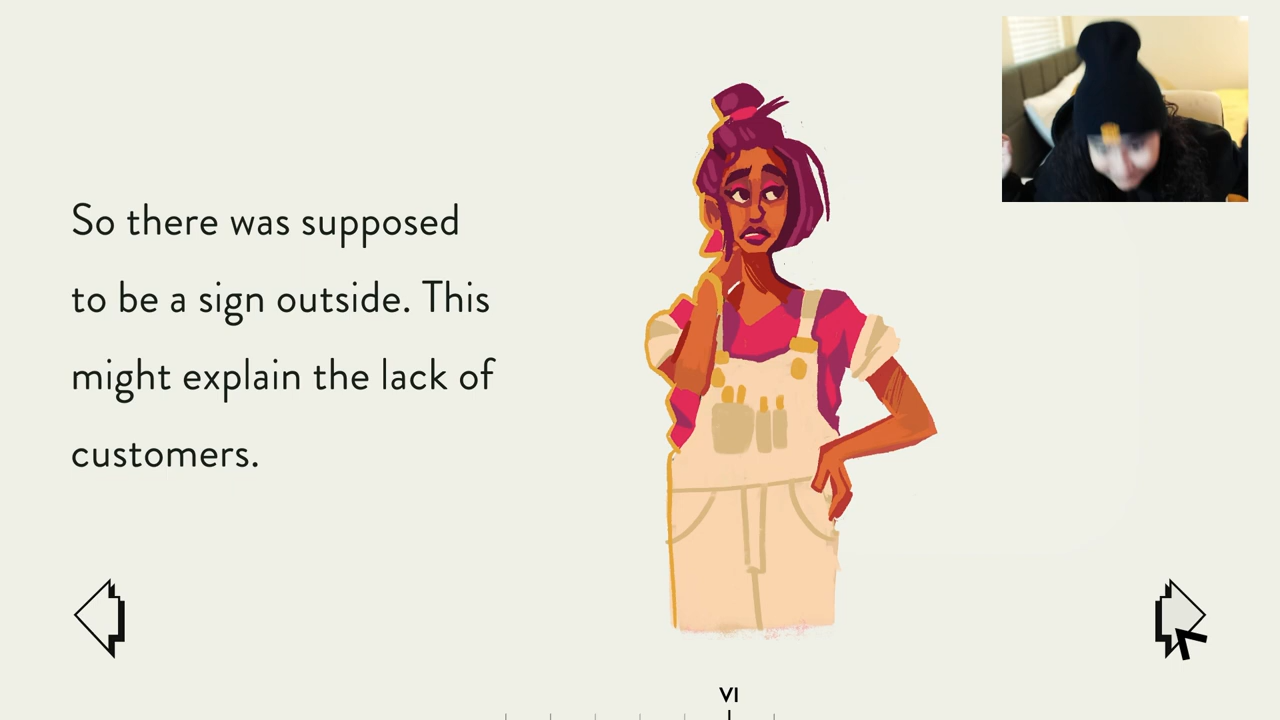 So there was supposed
to be a sign outside. This
might explain the lack of
customers.
VI